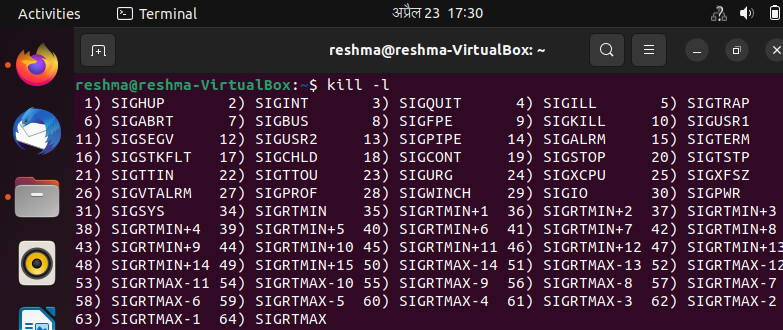 Activities Terminal अप्रैल 23 17:30
reshma@reshma-VirtualBox: ~
reshma@reshma-VirtualBox:~$ kill -l
1) SIGHUP 2) SIGINT 3) SIGQUIT 4) SIGILL 5) SIGTRAP
6) SIGABRT 7) SIGBUS 8) SIGFPE 9) SIGKILL 10) SIGUSR1
11) SIGSEGV 12) SIGUSR2 13) SIGPIPE 14) SIGALRM 15) SIGTERM
16) SIGSTKFLT 17) SIGCHLD 18) SIGCONT 19) SIGSTOP 20) SIGTSTP
21) SIGTTIN 22) SIGTTOU 23) SIGURG 24) SIGXCPU 25) SIGXFSZ
26) SIGVTALRM 27) SIGPROF 28) SIGWINCH 29) SIGIO 30) SIGPWR
31) SIGSYS 34) SIGRTMIN 35) SIGRTMIN+1 36) SIGRTMIN+2 37) SIGRTMIN+3
38) SIGRTMIN+4 39) SIGRTMIN+5 40) SIGRTMIN+6 41) SIGRTMIN+7 42) SIGRTMIN+8
43) SIGRTMIN+9 44) SIGRTMIN+10 45) SIGRTMIN+11 46) SIGRTMIN+12 47) SIGRTMIN+13
48) SIGRTMIN+14 49) SIGRTMIN+15 50) SIGRTMAX-14 51) SIGRTMAX-13 52) SIGRTMAX-12
53) SIGRTMAX-11 54) SIGRTMAX-10 55) SIGRTMAX-9 56) SIGRTMAX-8 57) SIGRTMAX-7
58) SIGRTMAX-6 59) SIGRTMAX-5 60) SIGRTMAX-4 61) SIGRTMAX-3 62) SIGRTMAX-2
63) SIGRTMAX-1 64) SIGRTMAX